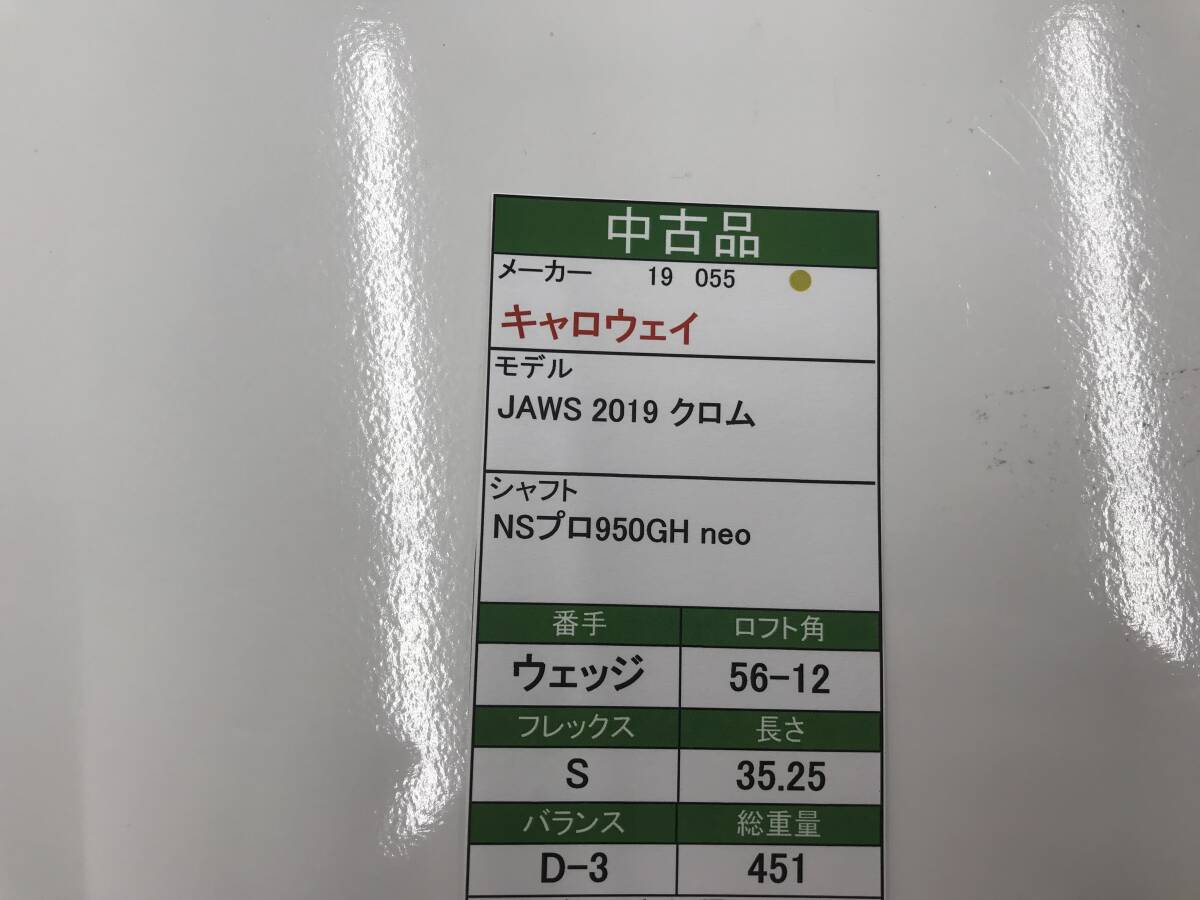 中古品
メーカー 19 055
キャロウェイ
モデル
JAWS 2019 クロム
シャフト
NSプロ950GH neo
番手 ロフト角
ウェッジ 56-12
フレックス 長さ
S 35.25
バランス 総重量
D-3 451